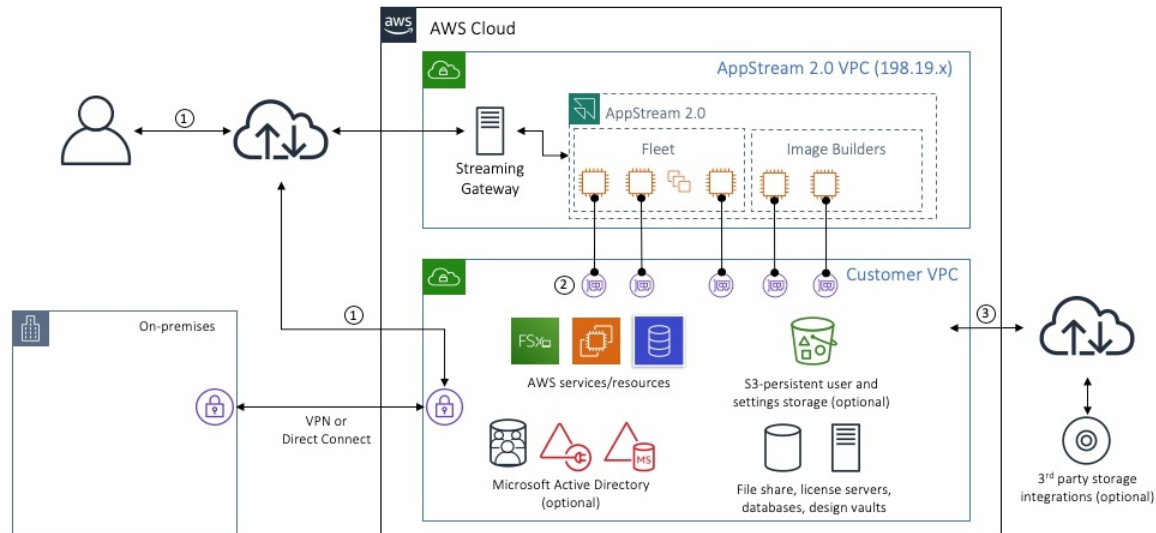 aws
AWS Cloud
AppStream 2.0 VPC (198.19.x)
AppStream 2.0
Fleet
Image Builders
1
Streaming
Gateway
Customer VPC
2
On-premises
1
3
FSx
AWS services/resources
S3-persistent user and
settings storage (optional)
VPN or
Direct Connect
MS
Microsoft Active Directory
(optional)
File share, license servers,
databases, design vaults
3rd party storage
integrations (optional)